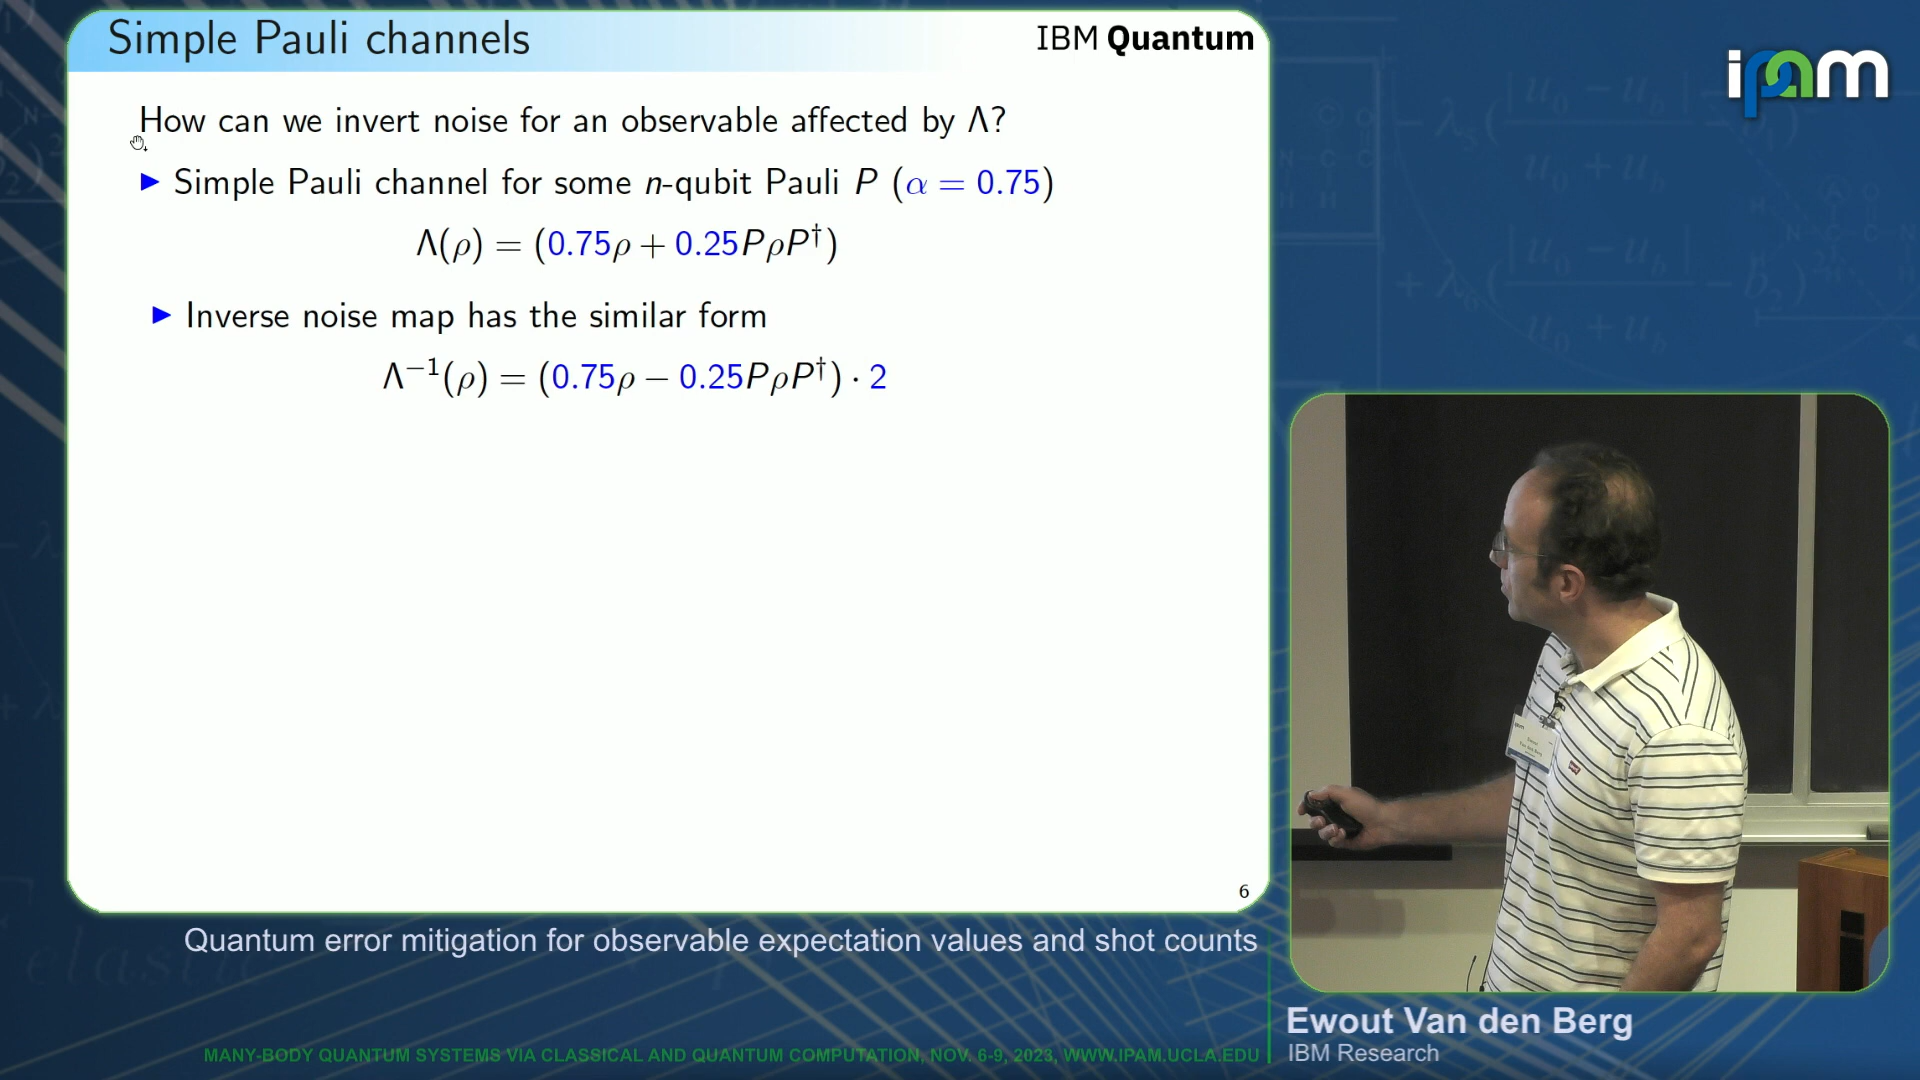 Simple Pauli channels
IBM Quantum
How can we invert noise for an observable affected by Λ?
▶ Simple Pauli channel for some n-qubit Pauli P (α = 0.75)
Λ(ρ) = (0.75ρ + 0.25PρP†)
▶ Inverse noise map has the similar form
Λ⁻¹(ρ) = (0.75ρ − 0.25PρP†) · 2
6
ipam
Quantum error mitigation for observable expectation values and shot counts
Ewout Van den Berg
IBM Research
MANY-BODY QUANTUM SYSTEMS VIA CLASSICAL AND QUANTUM COMPUTATION, NOV. 6-9, 2023, WWW.IPAM.UCLA.EDU